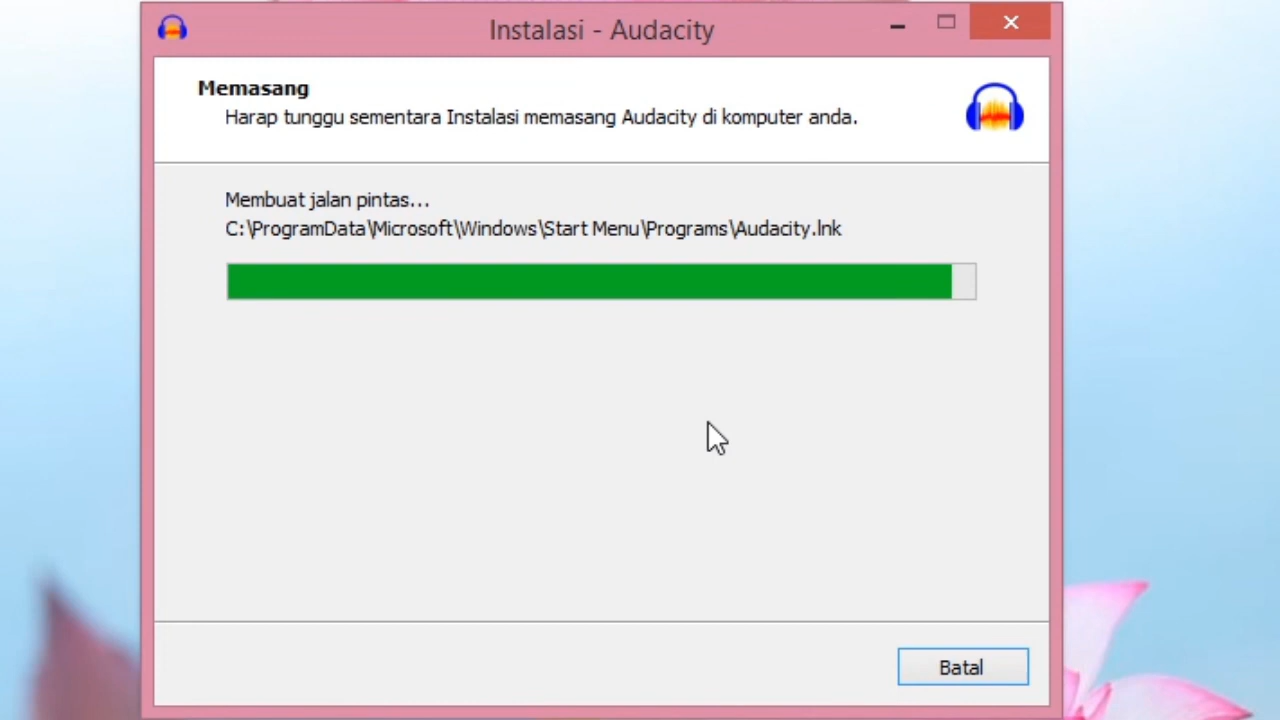 Instalasi - Audacity
Memasang
Harap tunggu sementara Instalasi memasang Audacity di komputer anda.
Membuat jalan pintas...
C:\ProgramData\Microsoft\Windows\Start Menu\Programs\Audacity.lnk
Batal